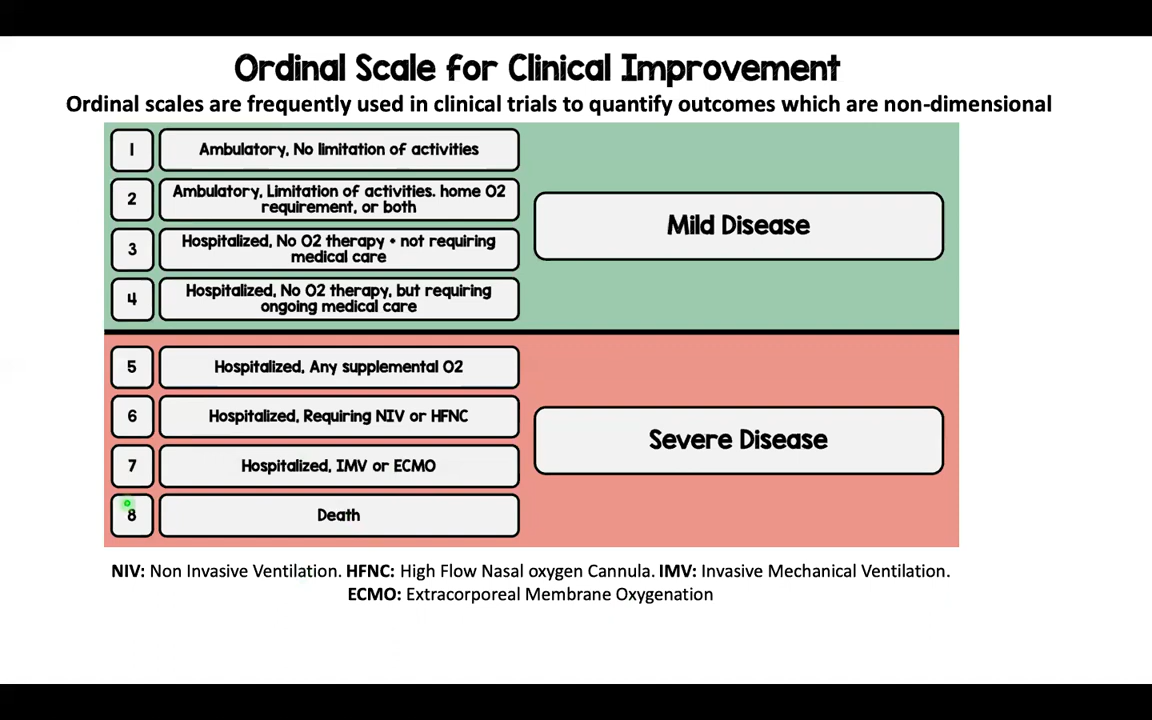 Ordinal Scale for Clinical Improvement
Ordinal scales are frequently used in clinical trials to quantify outcomes which are non-dimensional
1
Ambulatory, No limitation of activities
2
Ambulatory, Limitation of activities. home O2
requirement, or both
3
Hospitalized, No O2 therapy + not requiring
medical care
4
Hospitalized, No O2 therapy, but requiring
ongoing medical care
Mild Disease
5
Hospitalized, Any supplemental O2
6
Hospitalized, Requiring NIV or HFNC
7
Hospitalized, IMV or ECMO
8
Death
Severe Disease
NIV: Non Invasive Ventilation. HFNC: High Flow Nasal oxygen Cannula. IMV: Invasive Mechanical Ventilation.
ECMO: Extracorporeal Membrane Oxygenation